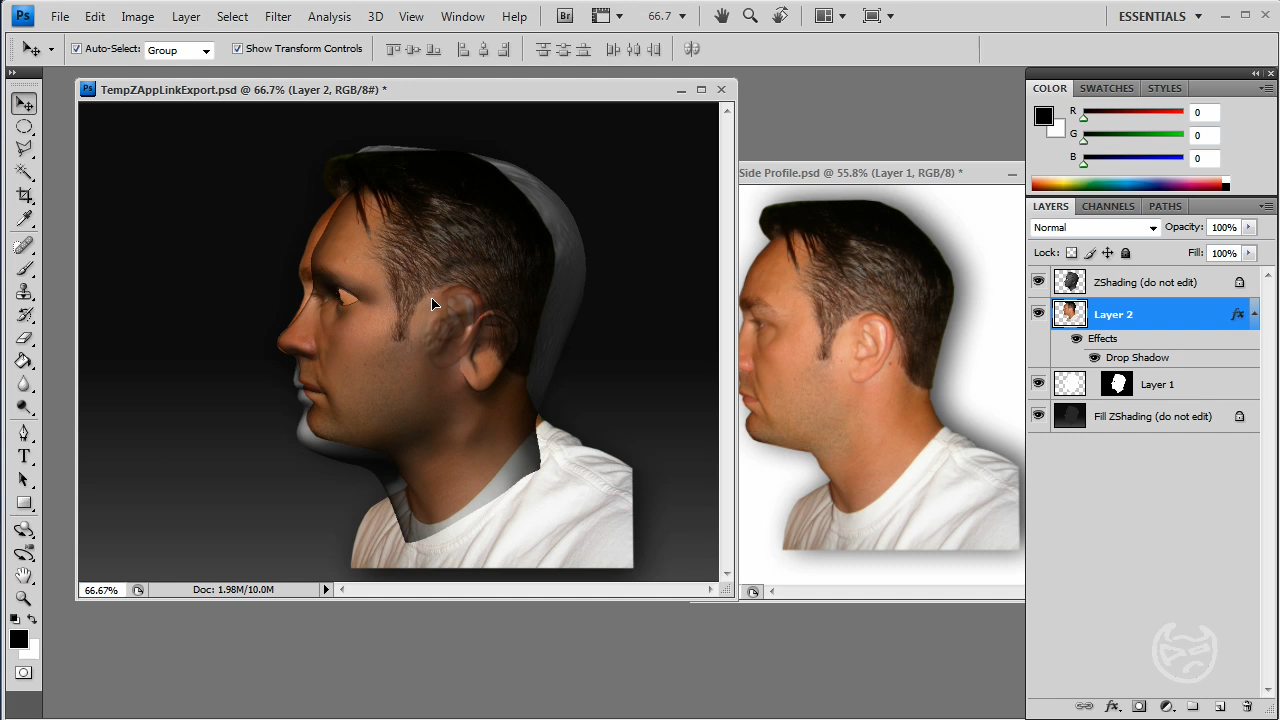 Ps File Edit Image Layer Select Filter Analysis 3D View Window Help Br 66.7 ESSENTIALS
Auto-Select: Group Show Transform Controls
Ps TempZAppLinkExport.psd @ 66.7% (Layer 2, RGB/8#) *
Side Profile.psd @ 55.8% (Layer 1, RGB/8) *
66.67% Doc: 1.98M/10.0M
T
COLOR SWATCHES STYLES
R 0
G 0
B 0
LAYERS CHANNELS PATHS
Normal Opacity: 100%
Lock: Fill: 100%
ZShading (do not edit)
Layer 2 fx
Effects
Drop Shadow
Layer 1
Fill ZShading (do not edit)
fx